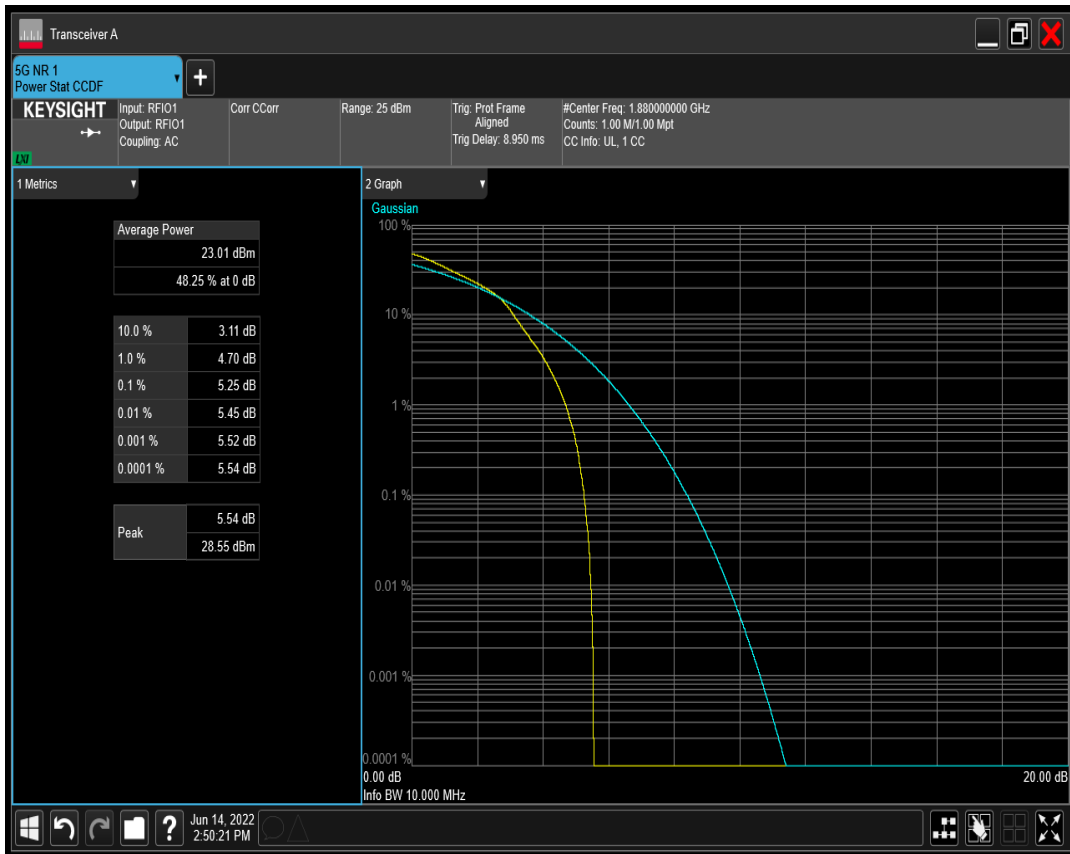 Transceiver A
5G NR 1
Power Stat CCDF
+
KEYSIGHT
LXI
Input: RFIO1
Output: RFIO1
Coupling: AC
Corr CCorr
Range: 25 dBm
Trig: Prot Frame
Aligned
Trig Delay: 8.950 ms
#Center Freq: 1.880000000 GHz
Counts: 1.00 M/1.00 Mpt
CC Info: UL, 1 CC
1 Metrics
Average Power
23.01 dBm
48.25 % at 0 dB
10.0 % 3.11 dB
1.0 % 4.70 dB
0.1 % 5.25 dB
0.01 % 5.45 dB
0.001 % 5.52 dB
0.0001 % 5.54 dB
Peak
5.54 dB
28.55 dBm
2 Graph
Gaussian
100 %
10 %
1 %
0.1 %
0.01 %
0.001 %
0.0001 %
0.00 dB 20.00 dB
Info BW 10.000 MHz
?
Jun 14, 2022
2:50:21 PM